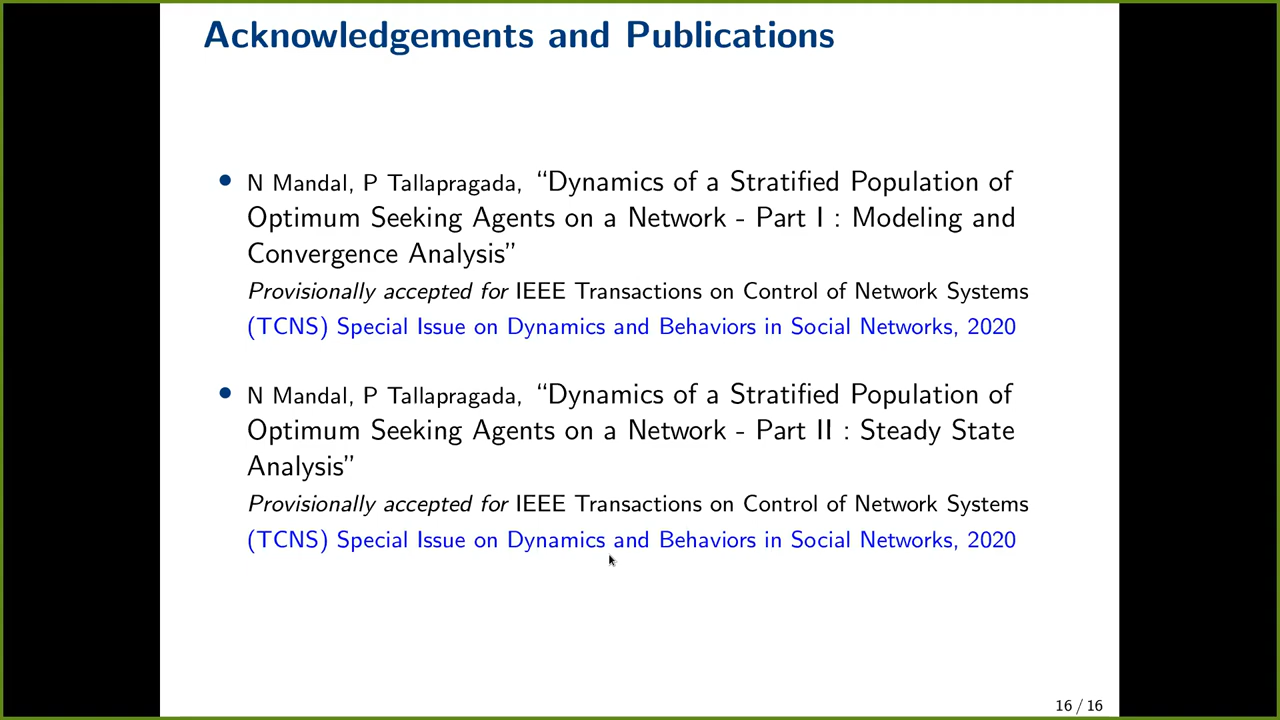 Acknowledgements and Publications
• N Mandal, P Tallapragada, “Dynamics of a Stratified Population of
Optimum Seeking Agents on a Network - Part I : Modeling and
Convergence Analysis”
Provisionally accepted for IEEE Transactions on Control of Network Systems
(TCNS) Special Issue on Dynamics and Behaviors in Social Networks, 2020
• N Mandal, P Tallapragada, “Dynamics of a Stratified Population of
Optimum Seeking Agents on a Network - Part II : Steady State
Analysis”
Provisionally accepted for IEEE Transactions on Control of Network Systems
(TCNS) Special Issue on Dynamics and Behaviors in Social Networks, 2020
16 / 16